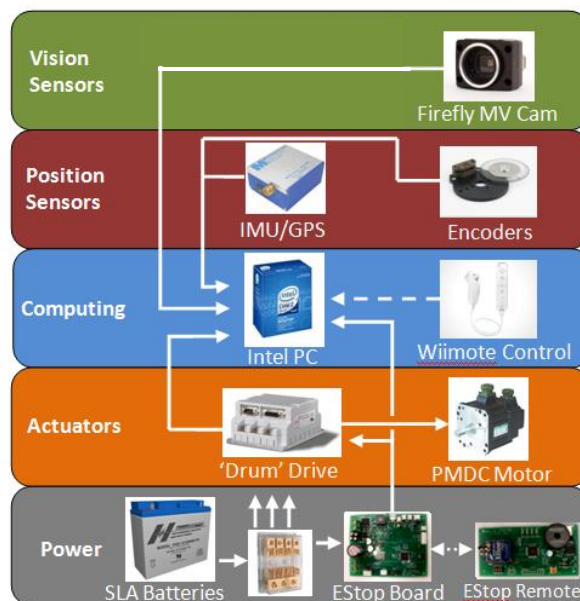 Vision
Sensors
Firefly MV Cam
Position
Sensors
IMU/GPS
Encoders
Computing
intel
Intel PC
Wiimote Control
Actuators
'Drum' Drive
PMDC Motor
Power
SLA Batteries
EStop Board
EStop Remote